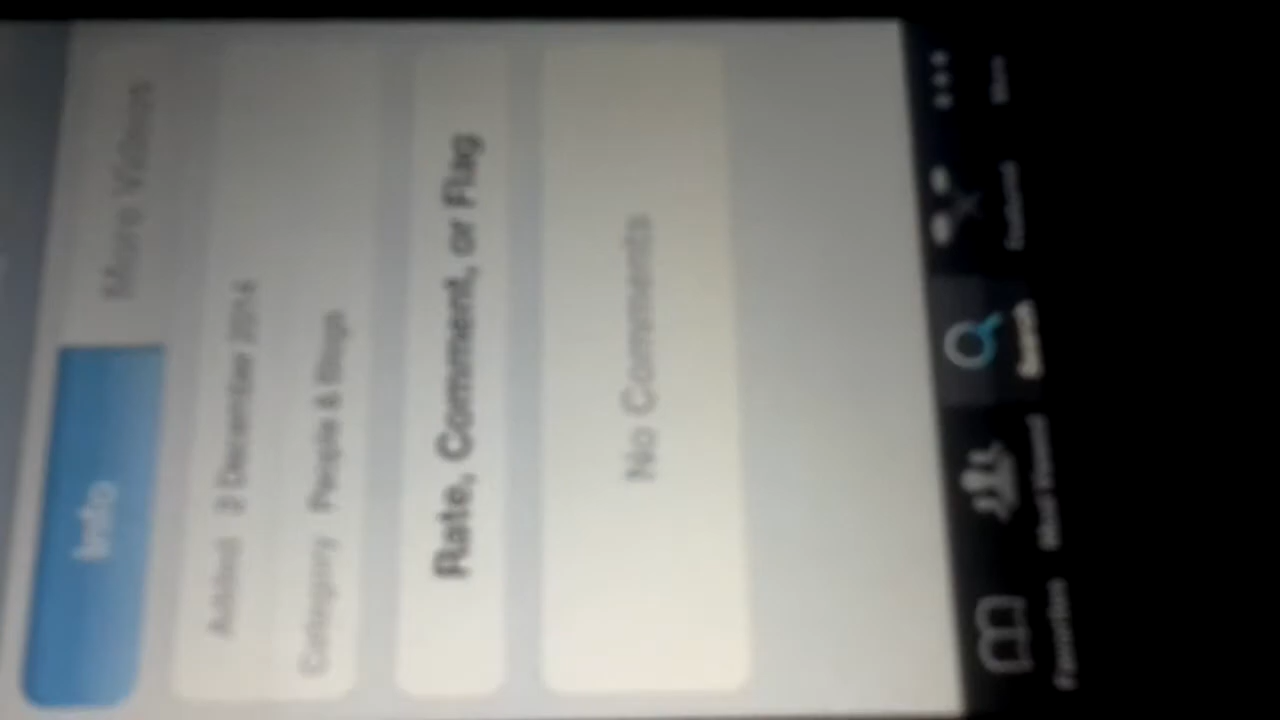 Info
More Videos
Added 2 December 2014
Category People & Blogs
Rate, Comment, or Flag
No Comments
Favorites
Most Viewed
Search
Featured
More